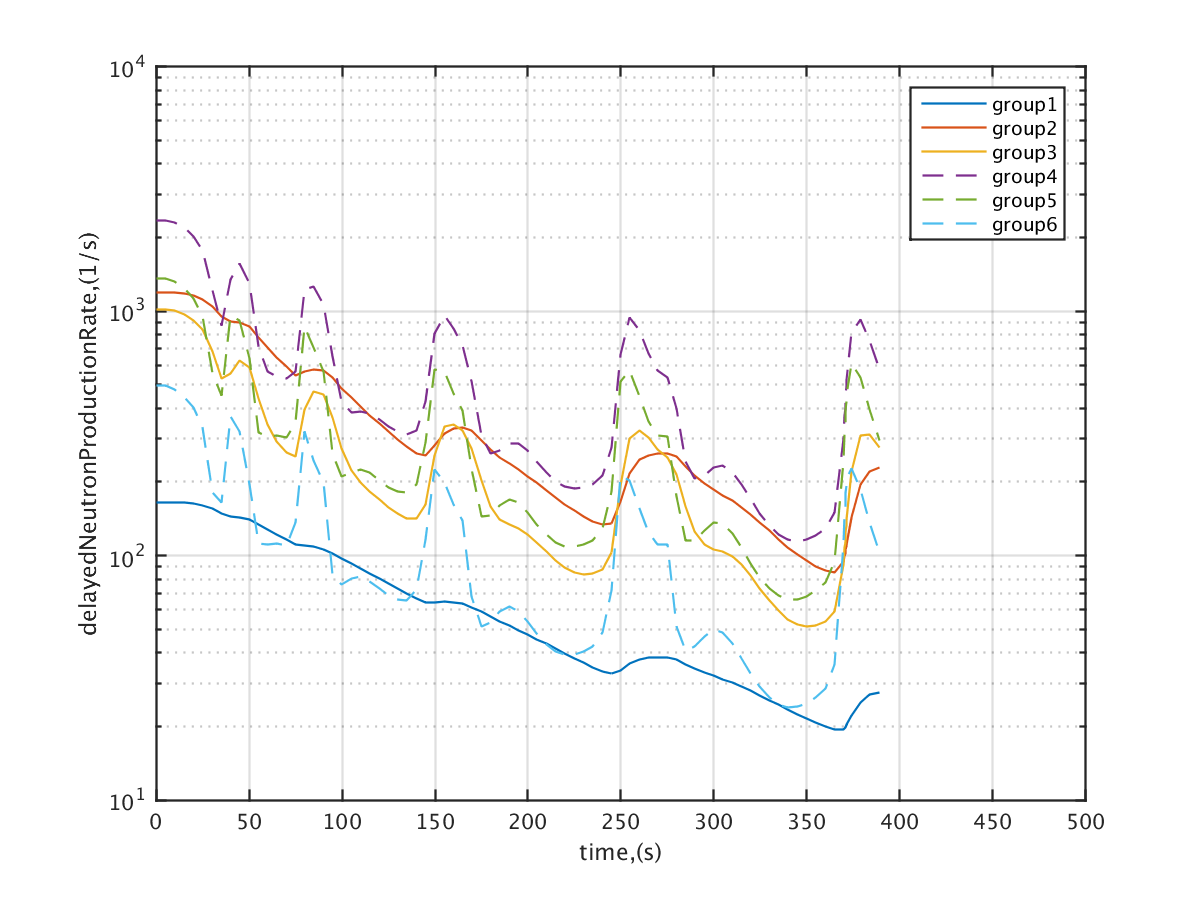 10^4
10^3
10^2
10^1
delayedNeutronProductionRate,(1/s)
group1
group2
group3
group4
group5
group6
0 50 100 150 200 250 300 350 400 450 500
time,(s)